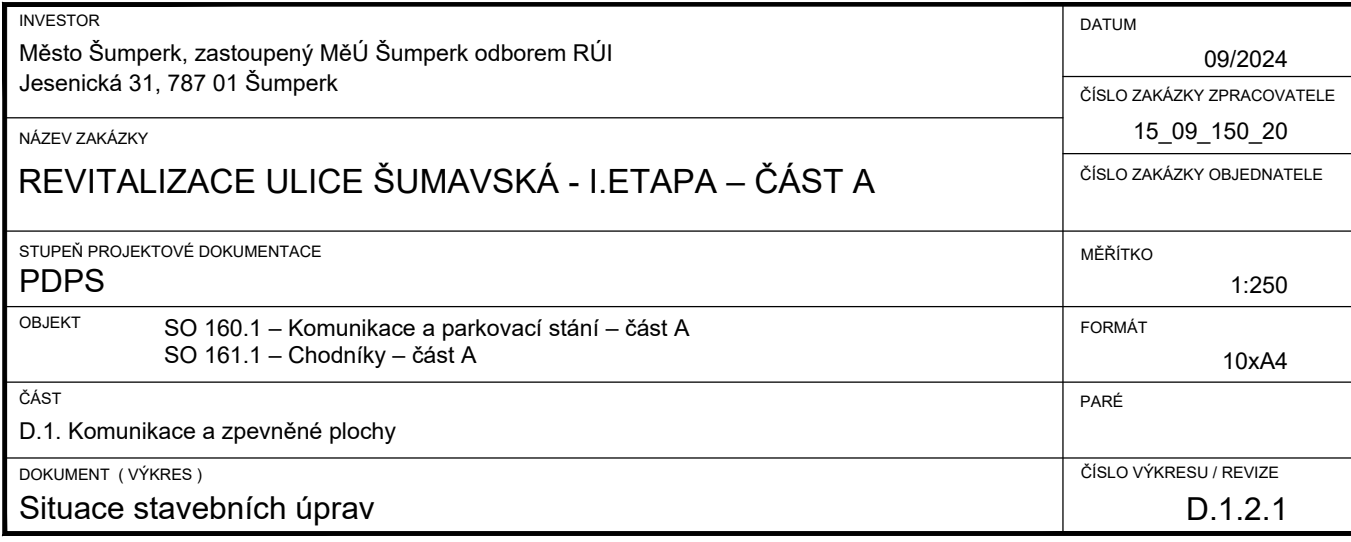 INVESTOR
Město Šumperk, zastoupený MěÚ Šumperk odborem RÚI
Jesenická 31, 787 01 Šumperk
DATUM
09/2024
ČÍSLO ZAKÁZKY ZPRACOVATELE
15_09_150_20
NÁZEV ZAKÁZKY
REVITALIZACE ULICE ŠUMAVSKÁ - I.ETAPA – ČÁST A
ČÍSLO ZAKÁZKY OBJEDNATELE
STUPEŇ PROJEKTOVÉ DOKUMENTACE
PDPS
MĚŘÍTKO
1:250
OBJEKT
SO 160.1 – Komunikace a parkovací stání – část A
SO 161.1 – Chodníky – část A
FORMÁT
10xA4
ČÁST
D.1. Komunikace a zpevněné plochy
PARÉ
DOKUMENT ( VÝKRES )
Situace stavebních úprav
ČÍSLO VÝKRESU / REVIZE
D.1.2.1